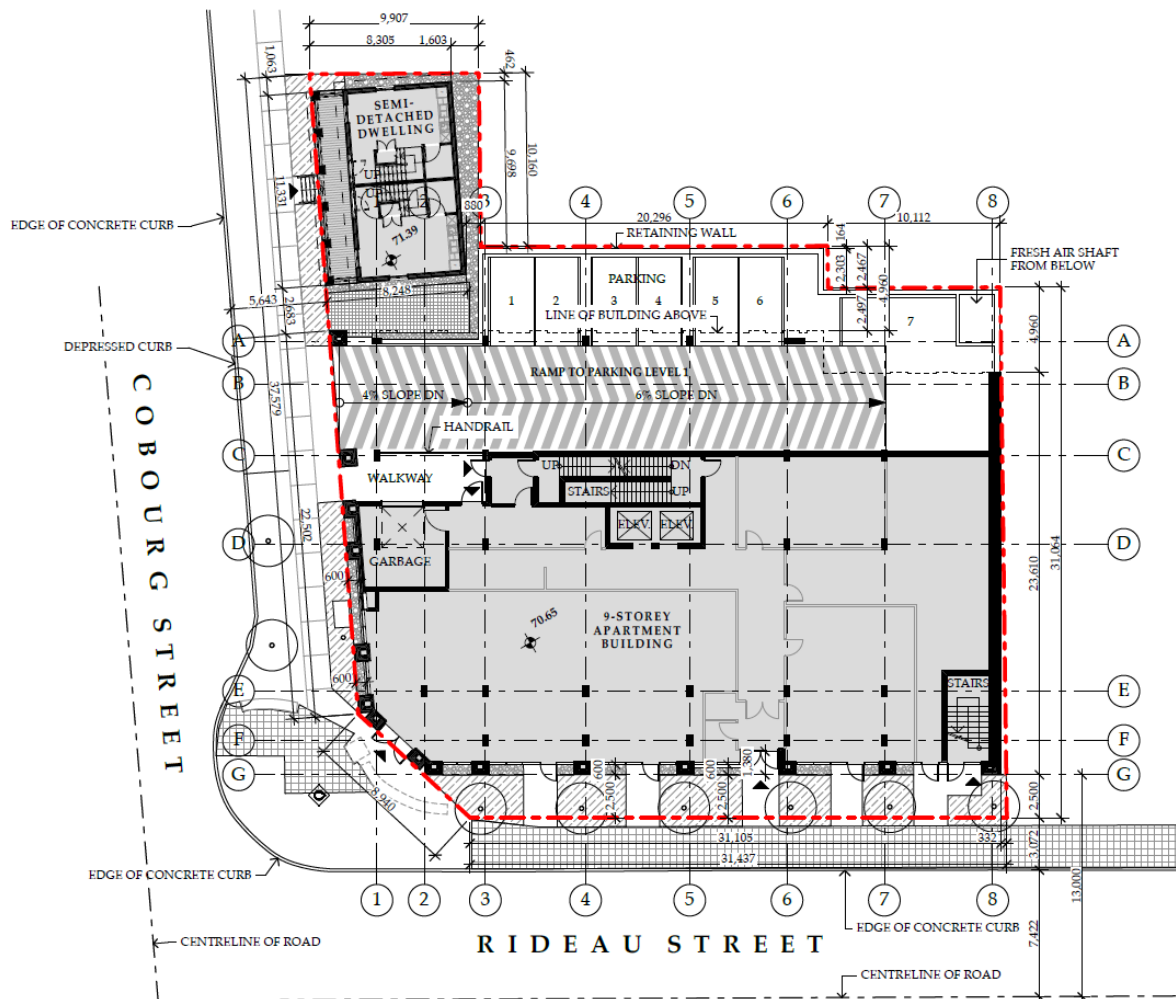 9,907
8,305
1,603
462
1,063
SEMI-
DETACHED
DWELLING
UP
UP
10,160
9,698
11,331
880
71.39
EDGE OF CONCRETE CURB
3
4
5
6
7
8
20,296
10,112
RETAINING WALL
164
2,303
2,467
4,960
2,497
FRESH AIR SHAFT
FROM BELOW
PARKING
1
2
3
4
5
6
7
LINE OF BUILDING ABOVE
8,248
5,643
2,683
4,960
A
A
DEPRESSED CURB
RAMP TO PARKING LEVEL 1
B
B
4% SLOPE DN
6% SLOPE DN
37,579
HANDRAIL
C
C
UP
DN
WALKWAY
STAIRS
UP
22,502
ELEV.
ELEV.
D
D
GARBAGE
600
31,064
23,610
70.65
9-STOREY
APARTMENT
BUILDING
600
STAIRS
E
E
F
F
G
G
600
600
1,380
8,940
2,500
2,500
2,500
31,105
332
3,072
31,437
13,000
EDGE OF CONCRETE CURB
1
2
3
4
5
6
7
8
EDGE OF CONCRETE CURB
7,422
CENTRELINE OF ROAD
RIDEAU STREET
CENTRELINE OF ROAD
COBOURG STREET